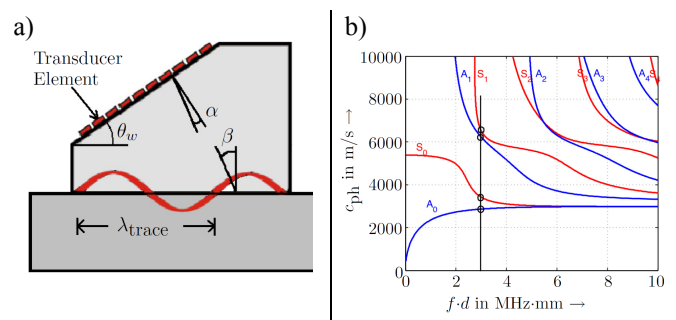 a)
Transducer
Element
θw
α
β
λtrace
b)
cph in m/s →
10000
8000
6000
4000
2000
0
A1
S1
S2
A2
S3
A3
A4
S4
S0
A0
0
2
4
6
8
10
f·d in MHz·mm →